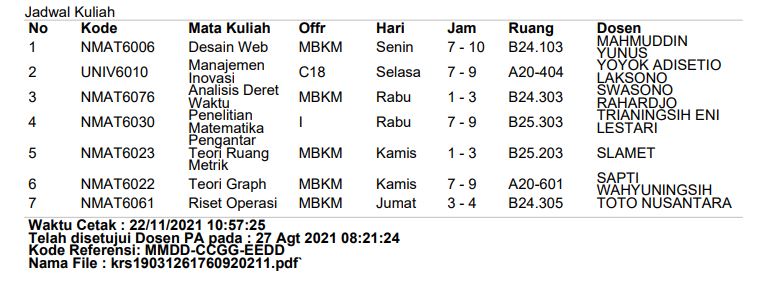 Jadwal Kuliah
No Kode Mata Kuliah Offr Hari Jam Ruang Dosen
1 NMAT6006 Desain Web MBKM Senin 7 - 10 B24.103 MAHMUDDIN YUNUS
2 UNIV6010 Manajemen Inovasi C18 Selasa 7 - 9 A20-404 YOYOK ADISETIO LAKSONO
3 NMAT6076 Analisis Deret Waktu MBKM Rabu 1 - 3 B24.303 SWASONO RAHARDJO
4 NMAT6030 Penelitian Matematika I Rabu 7 - 9 B25.303 TRIANINGSIH ENI LESTARI
5 NMAT6023 Pengantar Teori Ruang Metrik MBKM Kamis 1 - 3 B25.203 SLAMET
6 NMAT6022 Teori Graph MBKM Kamis 7 - 9 A20-601 SAPTI WAHYUNINGSIH
7 NMAT6061 Riset Operasi MBKM Jumat 3 - 4 B24.305 TOTO NUSANTARA
Waktu Cetak : 22/11/2021 10:57:25
Telah disetujui Dosen PA pada : 27 Agt 2021 08:21:24
Kode Referensi: MMDD-CCGG-EEDD
Nama File : krs19031261760920211.pdf`